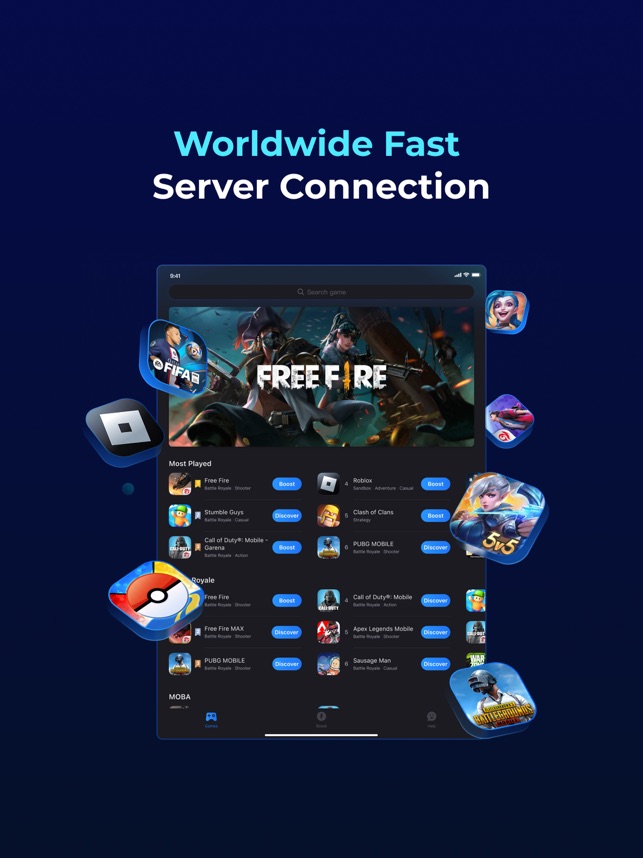 Worldwide Fast
Server Connection
9:41
Search game
FREE FIRE
EA
FIFA
Most Played
Free Fire
Battle Royale · Shooter
Boost
4
Roblox
Sandbox · Adventure · Casual
Boost
Stumble Guys
Battle Royale · Casual
Discover
5
Clash of Clans
Strategy
Boost
Call of Duty®: Mobile -
Garena
Battle Royale · Action
Boost
6
PUBG MOBILE
Battle Royale · Shooter
Discover
5v5
Royale
Free Fire
Battle Royale · Shooter
Boost
4
Call of Duty®: Mobile
Battle Royale · Action
Discover
Free Fire MAX
Battle Royale · Shooter
Discover
5
Apex Legends Mobile
Battle Royale · Shooter
Discover
PUBG MOBILE
Battle Royale · Shooter
Discover
6
Sausage Man
Battle Royale · Casual
Discover
BATTLEGROUNDS
MOBA
Games
Boost
Help